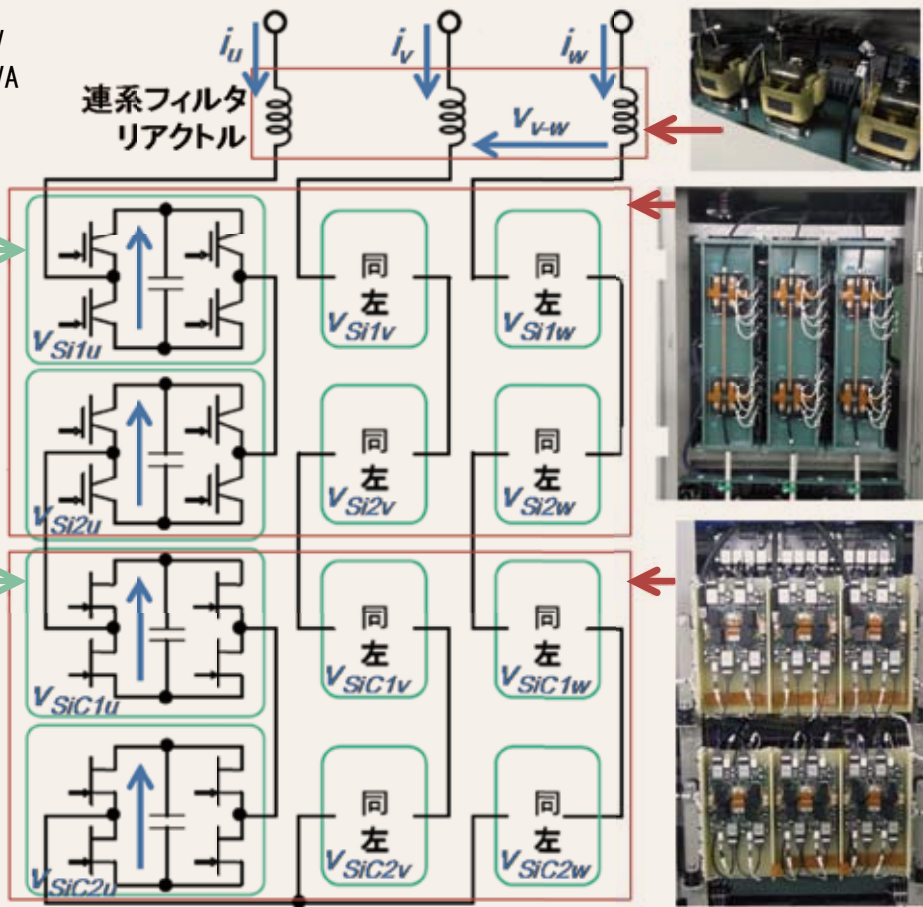 V
VA
iu
iv
iw
連系フィルタ
リアクトル
Vv-w
VSi1u
同
左
VSi1v
同
左
VSi1w
VSi2u
同
左
VSi2v
同
左
VSi2w
VSiC1u
同
左
VSiC1v
同
左
VSiC1w
VSiC2u
同
左
VSiC2v
同
左
VSiC2w